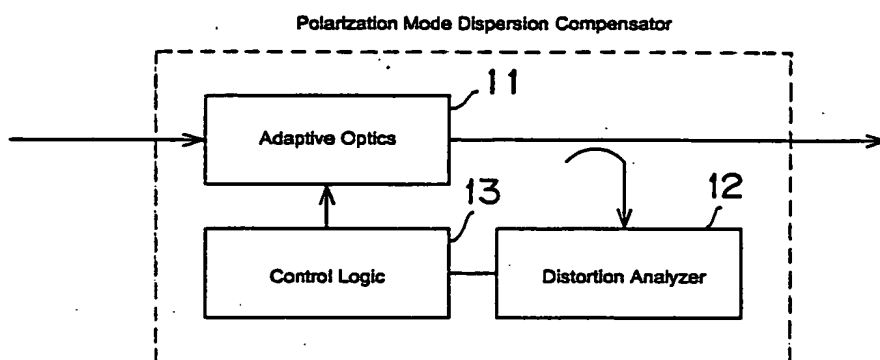 Polarization Mode Dispersion Compensator
11
Adaptive Optics
13
12
Control Logic
Distortion Analyzer